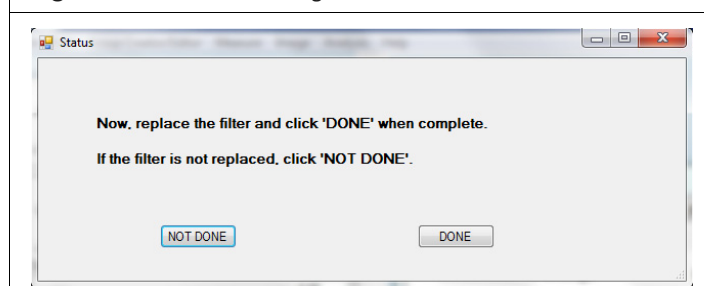 Status
Now, replace the filter and click 'DONE' when complete.
If the filter is not replaced, click 'NOT DONE'.
NOT DONE
DONE